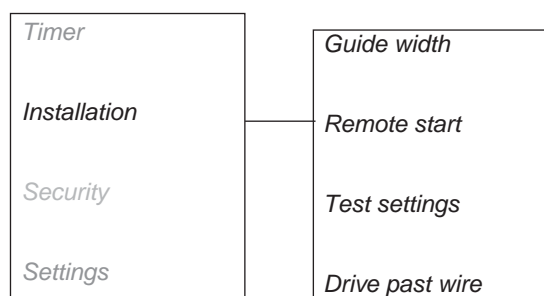 Timer
Installation
Security
Settings
Guide width
Remote start
Test settings
Drive past wire